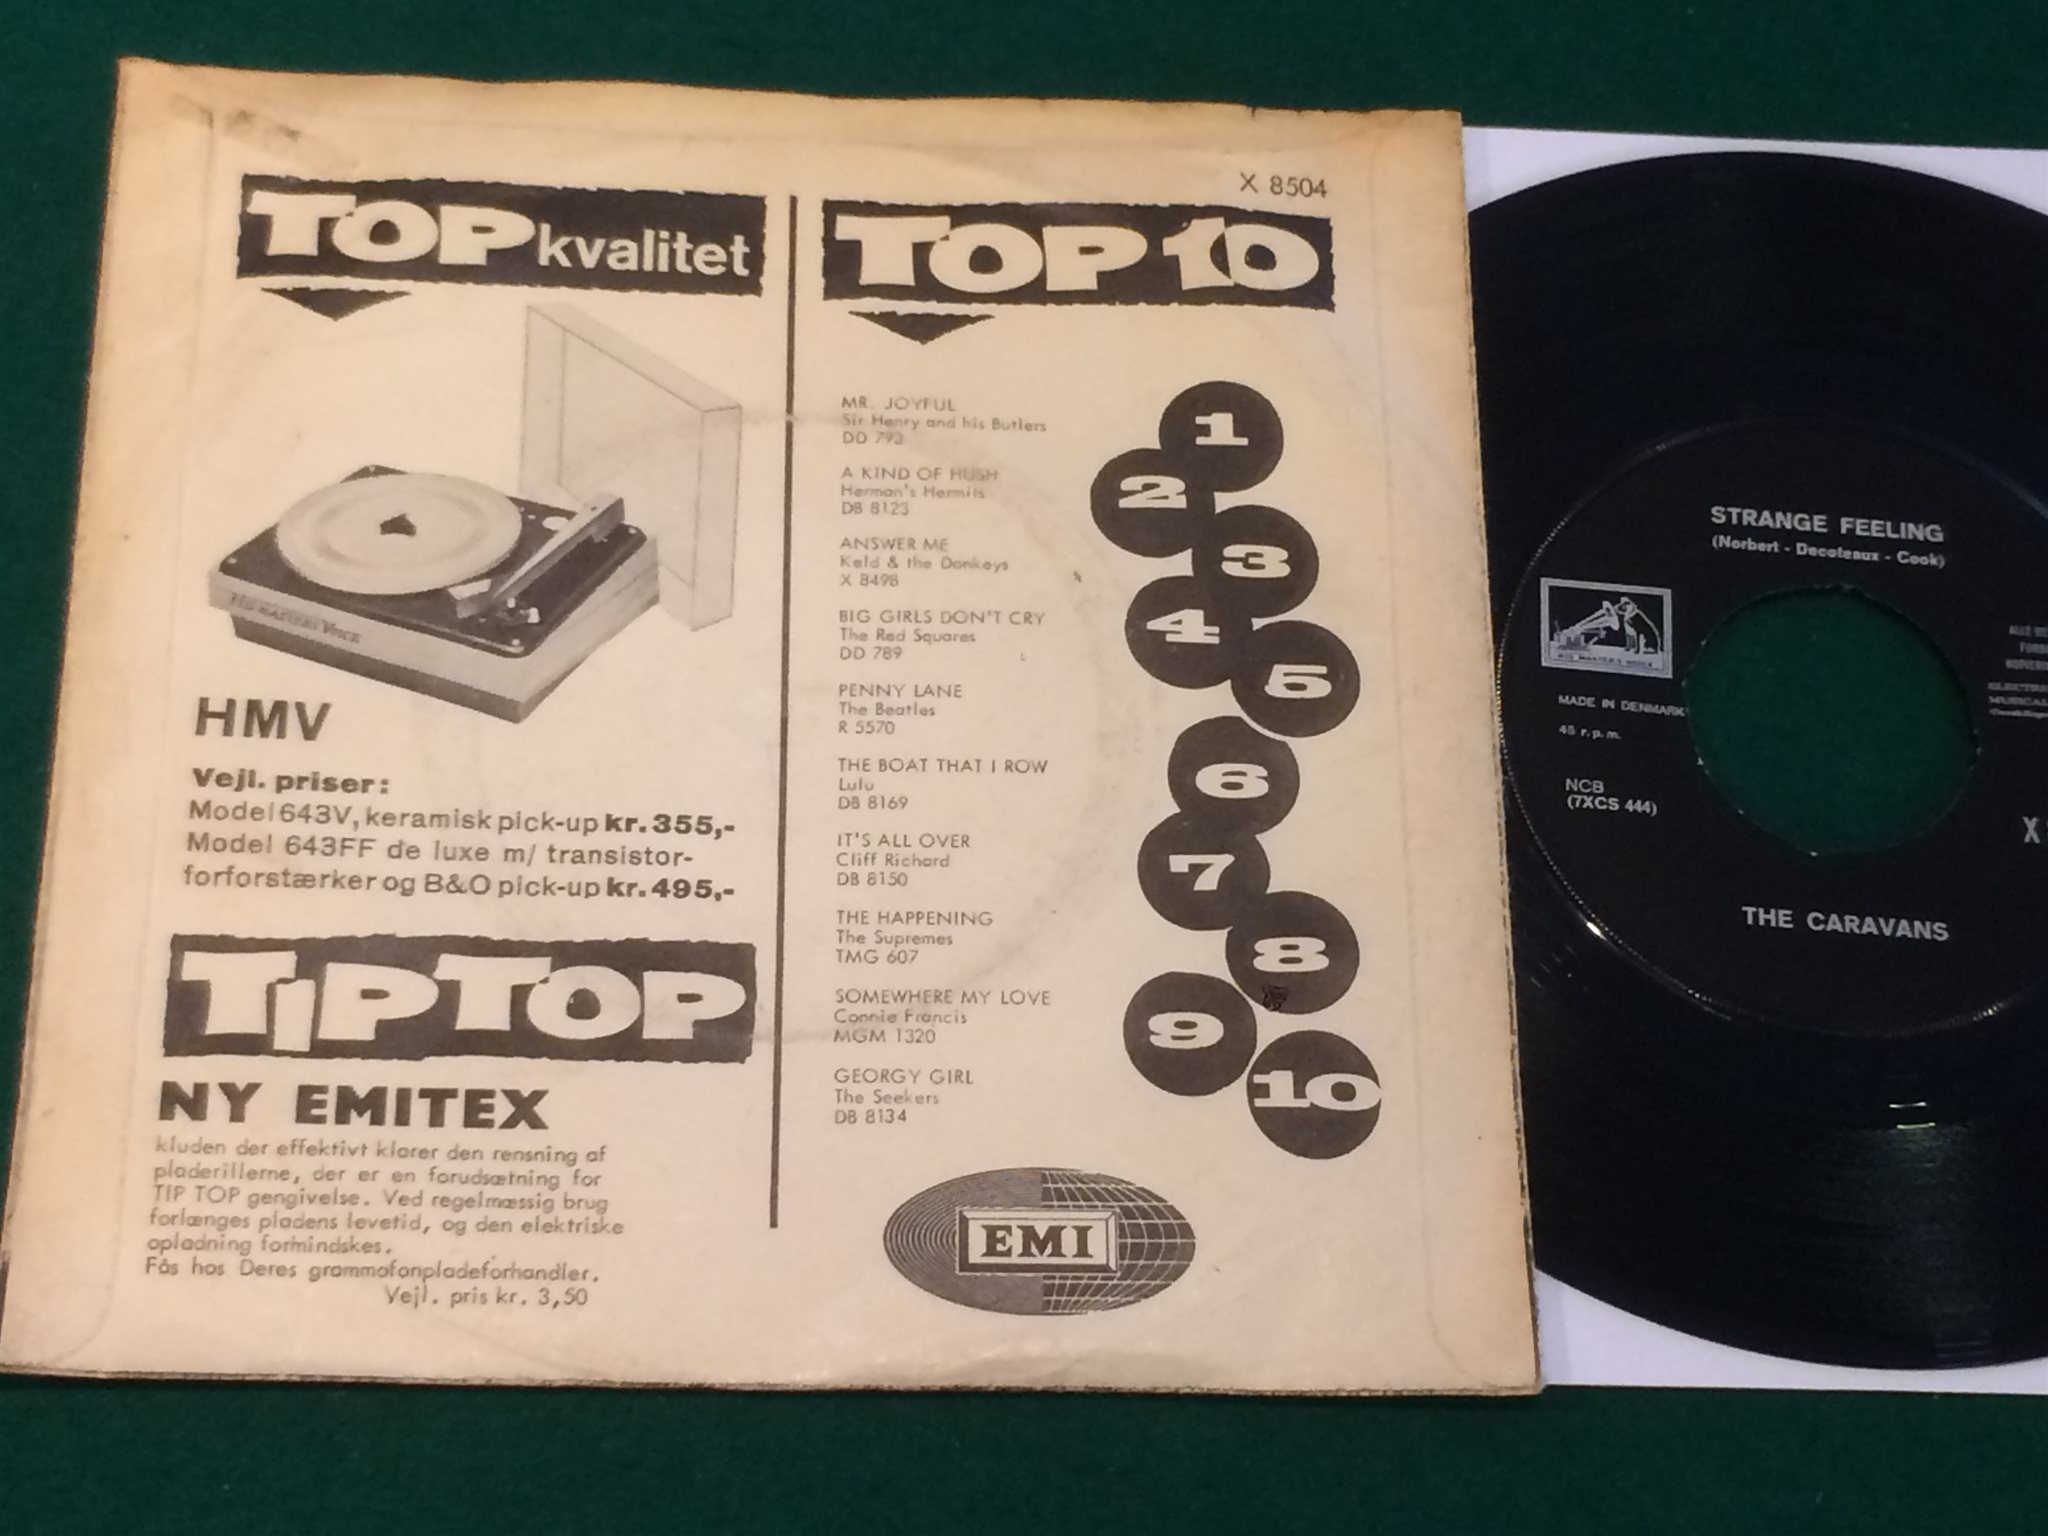 TOP kvalitet
HMV
Vejl. priser:
Model 643V, keramisk pick-up kr. 355,-
Model 643FF de luxe m/ transistor-
forforstærker og B&O pick-up kr. 495,-
TIPTOP
NY EMITEX
kluden der effektivt klarer den rensning af
pladerillerne, der er en forudsætning for
TIP TOP gengivelse. Ved regelmæssig brug
forlænges pladens levetid, og den elektriske
opladning formindskes.
Fås hos Deres grammofonpladeforhandler.
Vejl. pris kr. 3,50
X 8504
TOP 10
MR. JOYFUL
Sir Henry and his Butlers
DD 793
A KIND OF HUSH
Herman's Hermits
DB 8123
ANSWER ME
Keld & the Donkeys
X 8498
BIG GIRLS DON'T CRY
The Red Squares
DD 789
PENNY LANE
The Beatles
R 5570
THE BOAT THAT I ROW
Lulu
DB 8169
IT'S ALL OVER
Cliff Richard
DB 8150
THE HAPPENING
The Supremes
TMG 607
SOMEWHERE MY LOVE
Connie Francis
MGM 1320
GEORGY GIRL
The Seekers
DB 8134
1
2
3
4
5
6
7
8
9
10
EMI
STRANGE FEELING
(Norbert - Decoteaux - Cook)
HIS MASTER'S VOICE
MADE IN DENMARK
45 r.p.m.
NCB
(7XCS 444)
X
THE CARAVANS